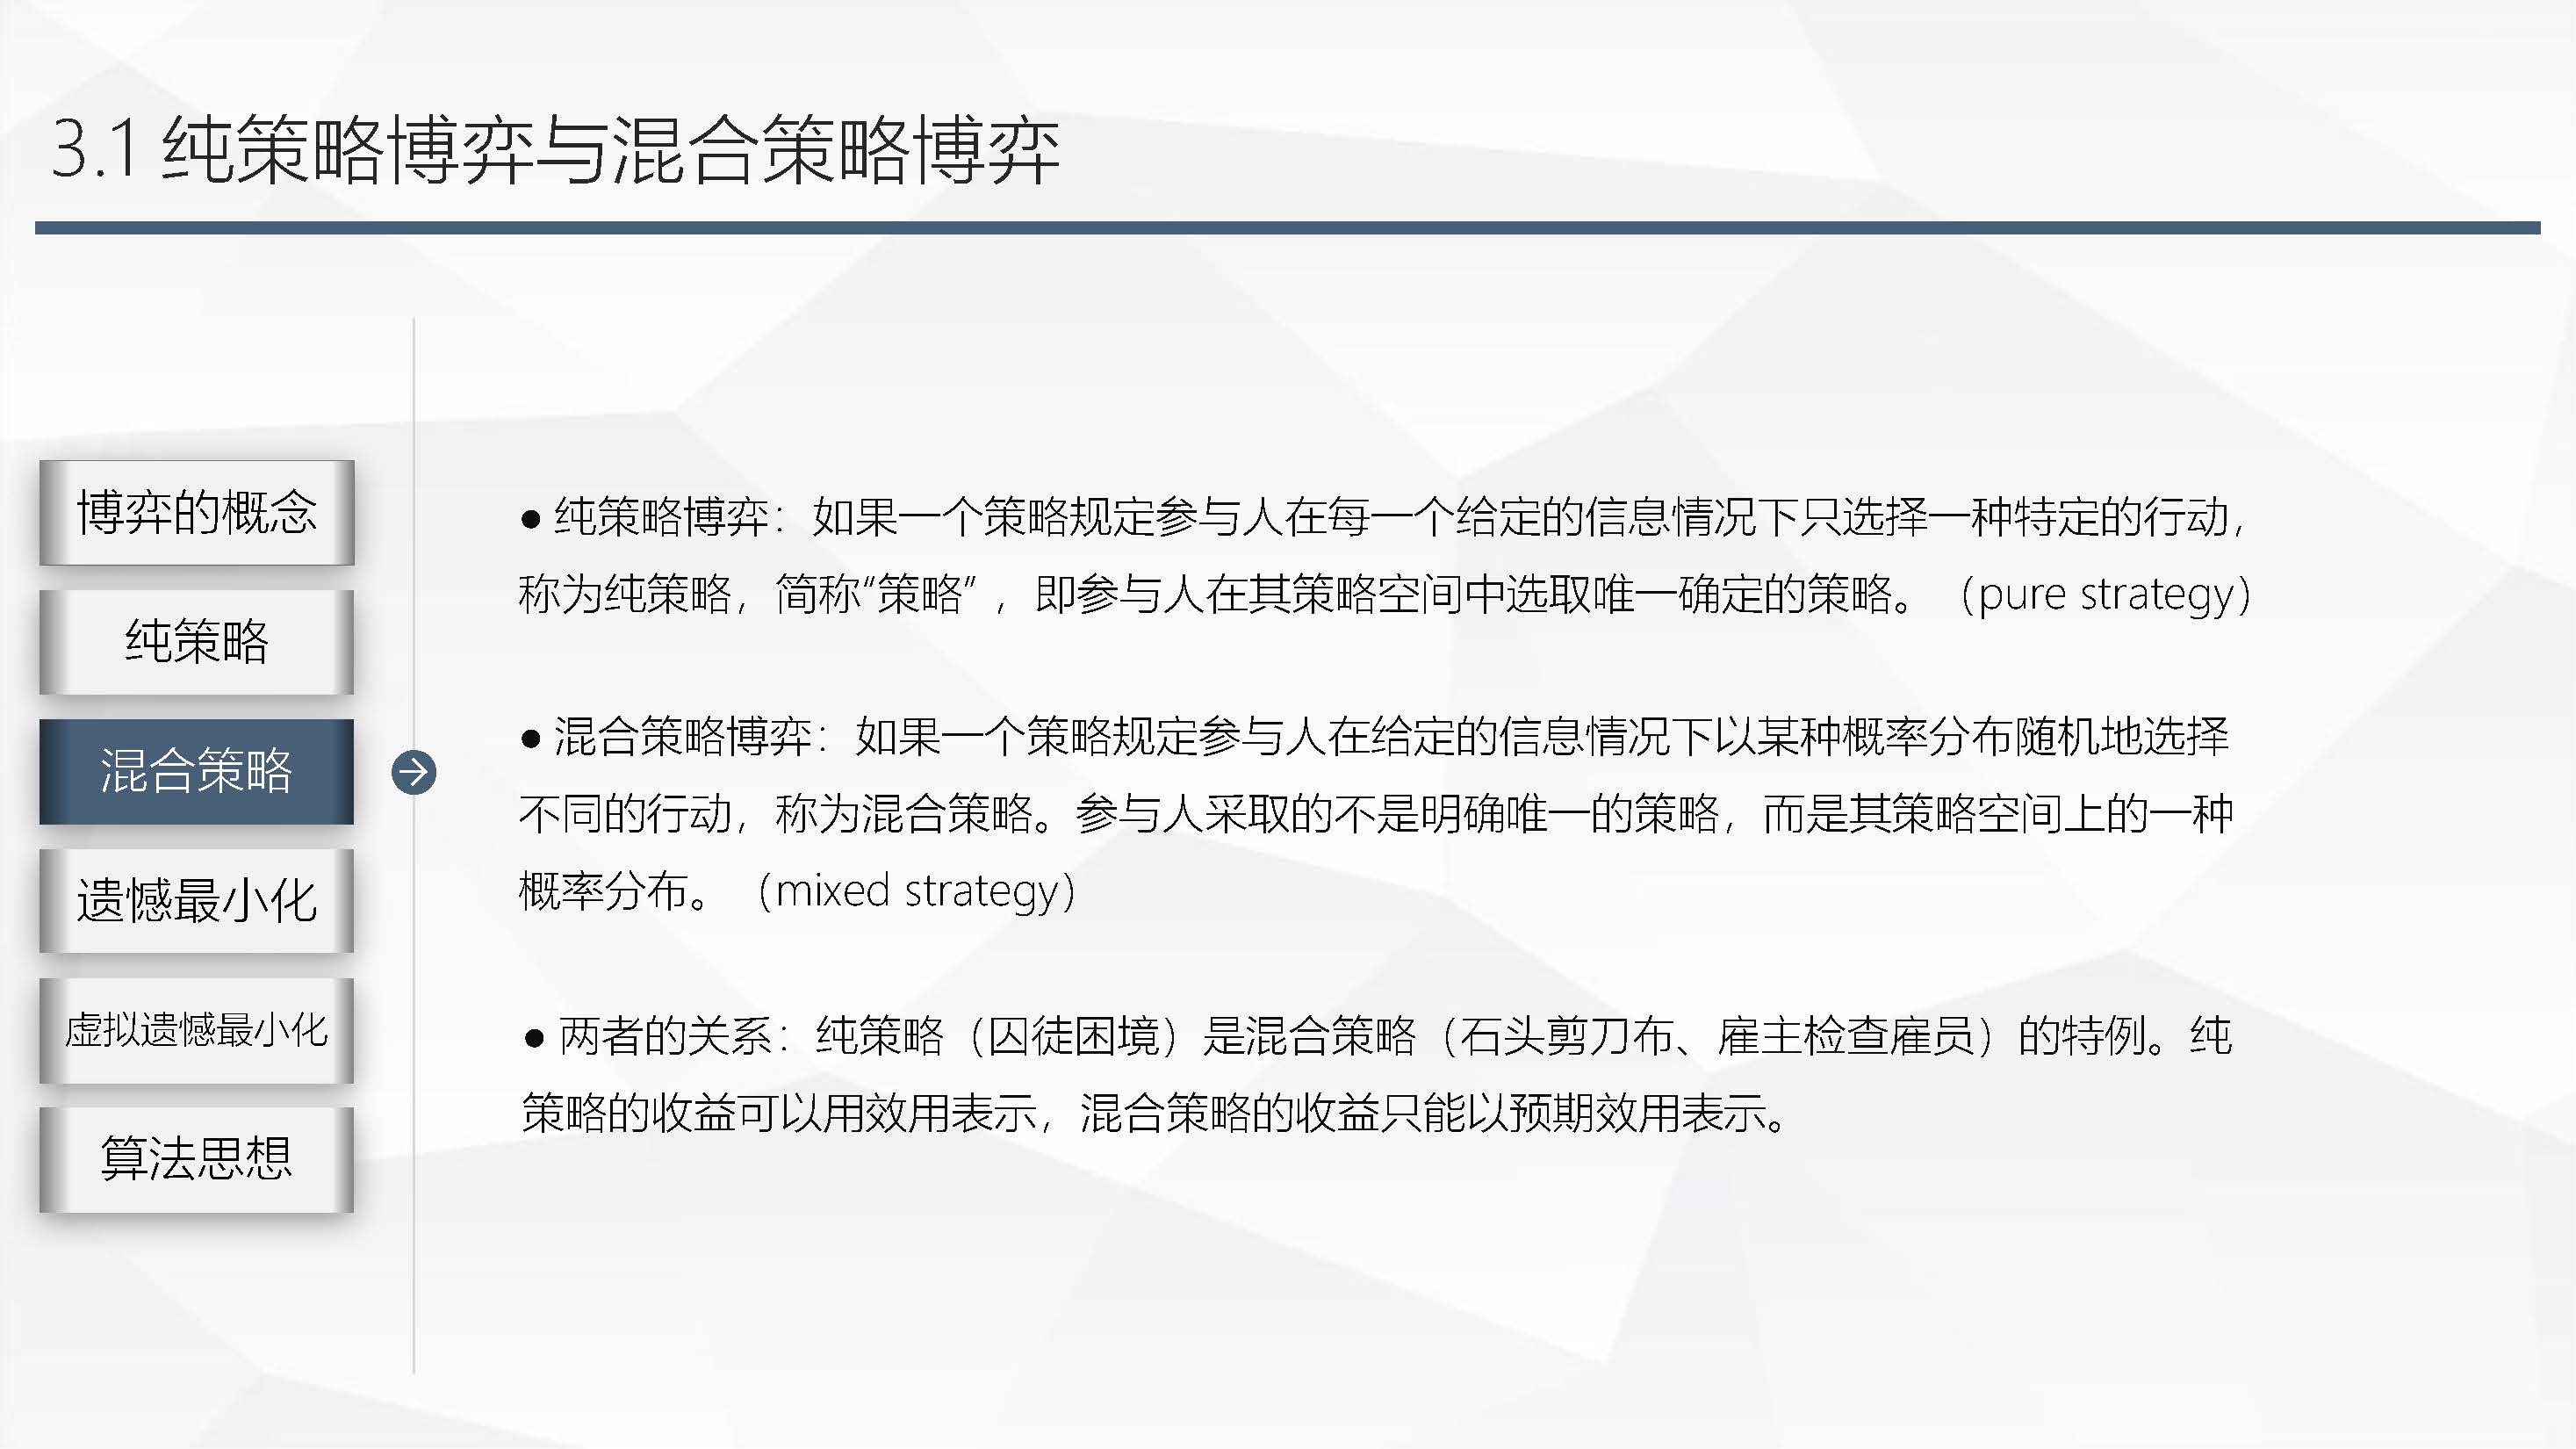 3.1 纯策略博弈与混合策略博弈
博弈的概念
纯策略
混合策略
遗憾最小化
虚拟遗憾最小化
算法思想
● 纯策略博弈：如果一个策略规定参与人在每一个给定的信息情况下只选择一种特定的行动，
称为纯策略，简称“策略”，即参与人在其策略空间中选取唯一确定的策略。（pure strategy）
● 混合策略博弈：如果一个策略规定参与人在给定的信息情况下以某种概率分布随机地选择
不同的行动，称为混合策略。参与人采取的不是明确唯一的策略，而是其策略空间上的一种
概率分布。（mixed strategy）
● 两者的关系：纯策略（囚徒困境）是混合策略（石头剪刀布、雇主检查雇员）的特例。纯
策略的收益可以用效用表示，混合策略的收益只能以预期效用表示。